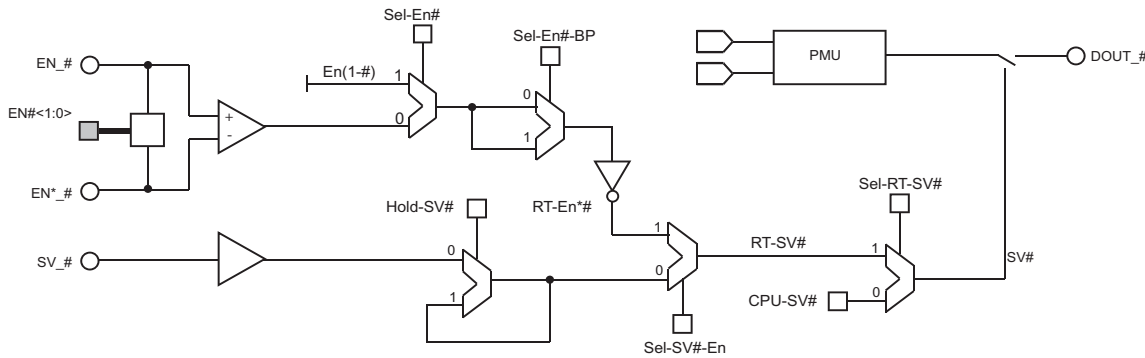 Sel-En#
Sel-En#-BP
EN_#
En(1-#)
1
0
PMU
DOUT_#
EN#<1:0>
+
-
0
1
EN*_#
Hold-SV#
RT-En*#
Sel-RT-SV#
SV_#
0
1
1
0
RT-SV#
1
0
SV#
CPU-SV#
Sel-SV#-En